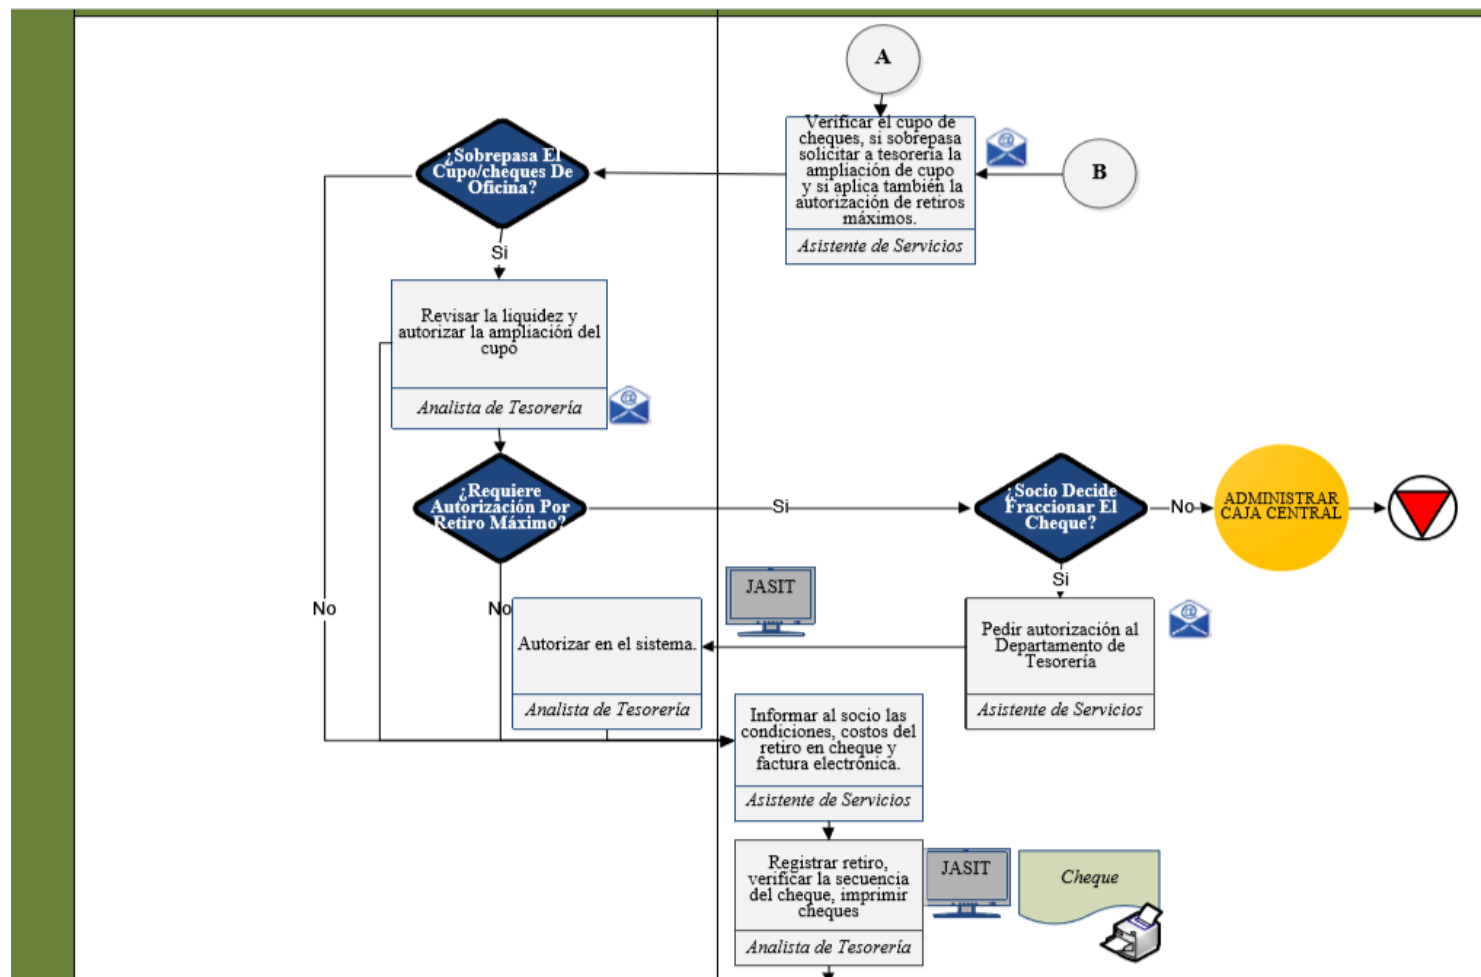 A
Verificar el cupo de
cheques, si sobrepasa
solicitar a tesoreria la
ampliación de cupo
y si aplica también la
autorización de retiros
máximos.
Asistente de Servicios
B
¿Sobrepasa El
Cupo/cheques De
Oficina?
Si
Revisar la liquidez y
autorizar la ampliación del
cupo
Analista de Tesorería
¿Requiere
Autorización Por
Retiro Máximo?
Si
¿Socio Decide
Fraccionar El
Cheque?
No
ADMINISTRAR
CAJA CENTRAL
Si
No
No
JASIT
Autorizar en el sistema.
Analista de Tesorería
Pedir autorización al
Departamento de
Tesorería
Asistente de Servicios
Informar al socio las
condiciones, costos del
retiro en cheque y
factura electrónica.
Asistente de Servicios
Registrar retiro,
verificar la secuencia
del cheque, imprimir
cheques
Analista de Tesorería
JASIT
Cheque